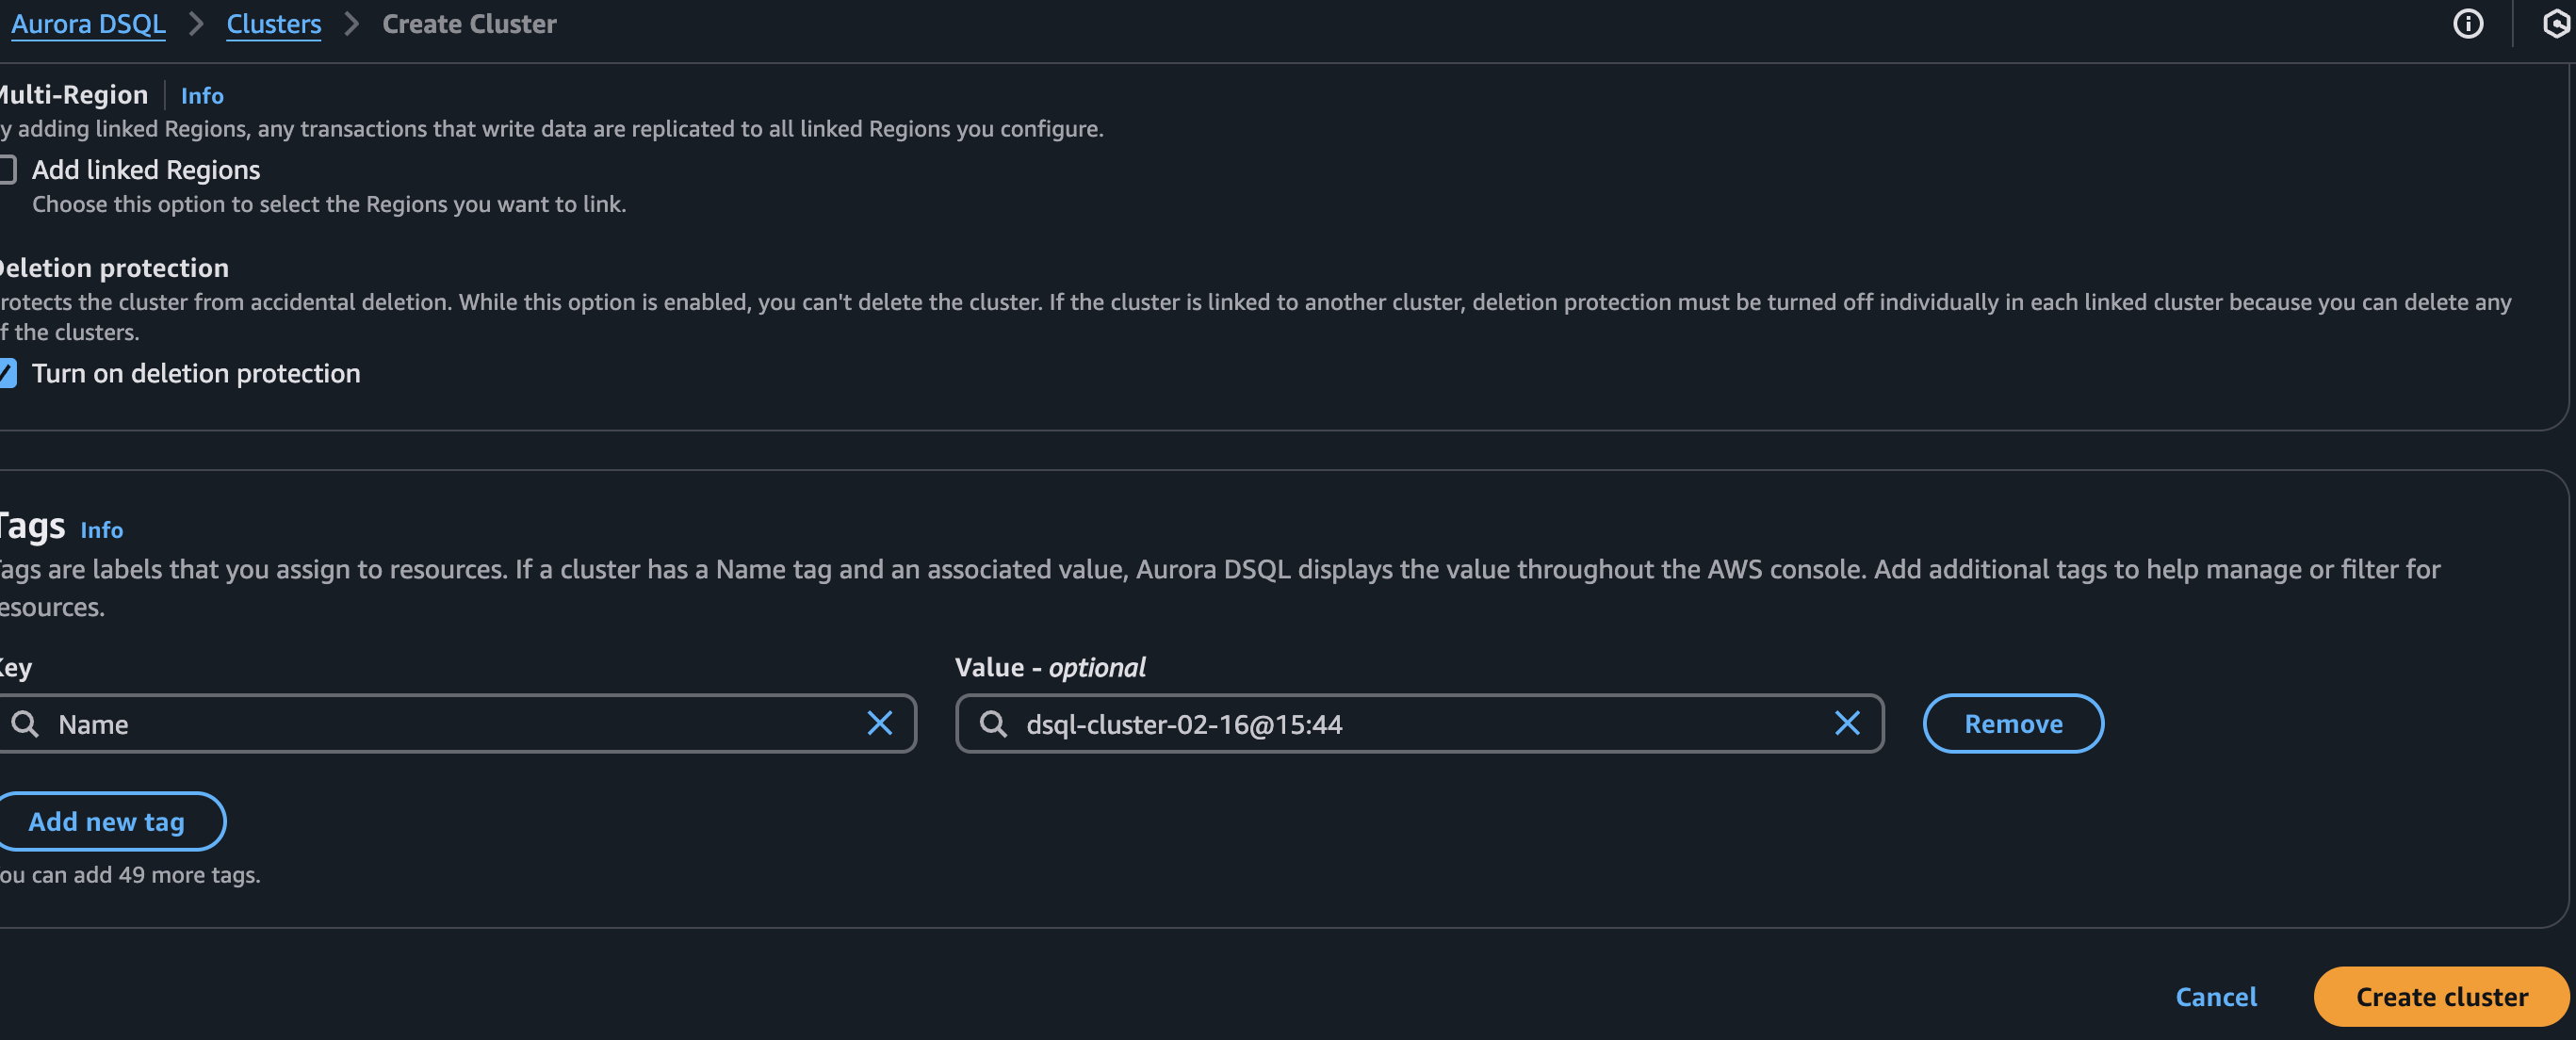 Aurora DSQL > Clusters > Create Cluster
Multi-Region | Info
y adding linked Regions, any transactions that write data are replicated to all linked Regions you configure.
Add linked Regions
Choose this option to select the Regions you want to link.
Deletion protection
rotects the cluster from accidental deletion. While this option is enabled, you can't delete the cluster. If the cluster is linked to another cluster, deletion protection must be turned off individually in each linked cluster because you can delete any
f the clusters.
Turn on deletion protection
Tags Info
ags are labels that you assign to resources. If a cluster has a Name tag and an associated value, Aurora DSQL displays the value throughout the AWS console. Add additional tags to help manage or filter for
esources.
Key
Value - optional
Name
dsql-cluster-02-16@15:44
Remove
Add new tag
ou can add 49 more tags.
Cancel
Create cluster